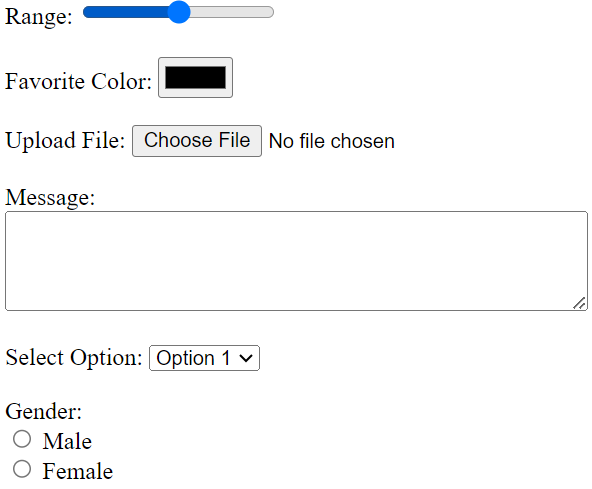 Range:
Favorite Color:
Upload File: Choose File No file chosen
Message:
Select Option: Option 1
Gender:
Male
Female